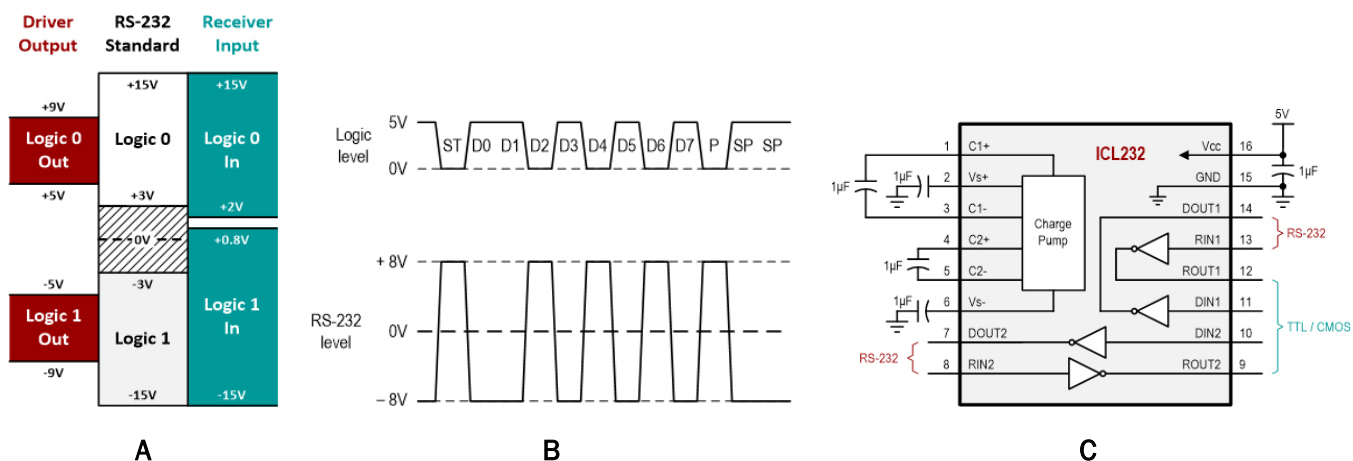 Driver Output
RS-232 Standard
Receiver Input
+15V
+15V
+9V
Logic 0 Out
Logic 0
Logic 0 In
+5V
+3V
+2V
0V
+0.8V
-5V
-3V
Logic 1 Out
Logic 1
Logic 1 In
-9V
-15V
-15V
A
Logic level
5V
0V
ST D0 D1 D2 D3 D4 D5 D6 D7 P SP SP
RS-232 level
+ 8V
0V
– 8V
B
5V
ICL232
1 C1+
Vcc 16
1µF
1µF
2 Vs+
GND 15
1µF
3 C1-
DOUT1 14
Charge Pump
RIN1 13
RS-232
4 C2+
1µF
5 C2-
ROUT1 12
1µF
6 Vs-
DIN1 11
TTL / CMOS
7 DOUT2
DIN2 10
RS-232
8 RIN2
ROUT2 9
C